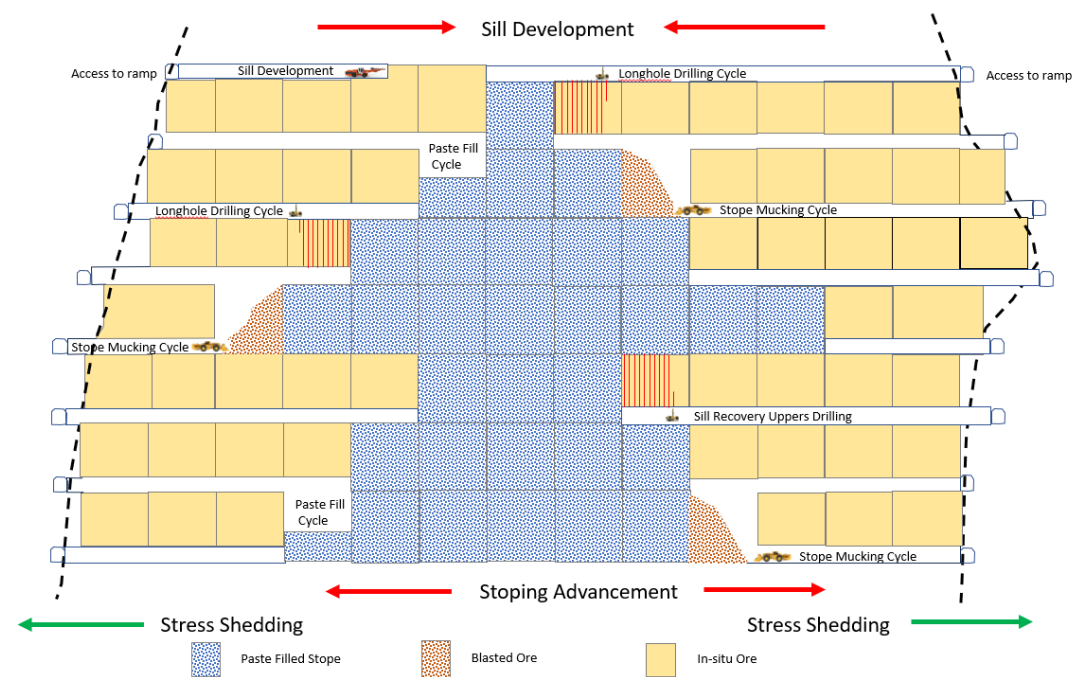 Sill Development
Access to ramp
Sill Development
Longhole Drilling Cycle
Access to ramp
Paste Fill
Cycle
Longhole Drilling Cycle
Stope Mucking Cycle
Stope Mucking Cycle
Sill Recovery Uppers Drilling
Paste Fill
Cycle
Stope Mucking Cycle
Stoping Advancement
Stress Shedding
Stress Shedding
Paste Filled Stope
Blasted Ore
In-situ Ore